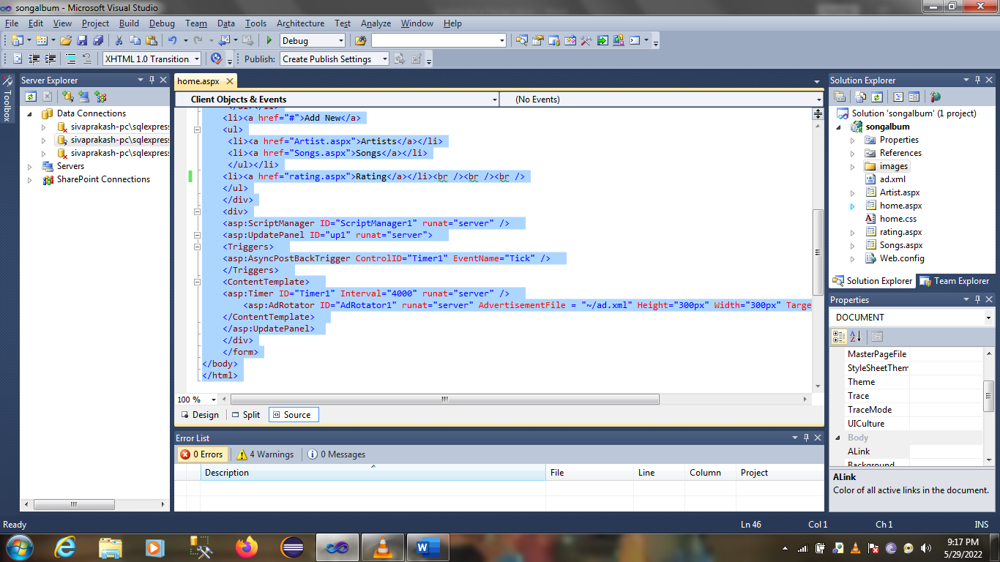 songalbum - Microsoft Visual Studio
File Edit View Project Build Debug Team Data Tools Architecture Test Analyze Window Help
Debug
XHTML 1.0 Transition Publish: Create Publish Settings
Toolbox
Server Explorer
Data Connections
sivaprakash-pc\sqlexpres
sivaprakash-pc\sqlexpress
sivaprakash-pc\sqlexpres
Servers
SharePoint Connections
home.aspx
Client Objects & Events (No Events)
<li><a href="#">Add New</a>
<ul>
<li><a href="Artist.aspx">Artists</a></li>
<li><a href="Songs.aspx">Songs</a></li>
</ul></li>
<li><a href="rating.aspx">Rating</a></li><br /><br /><br />
</ul>
</div>
<div>
<asp:ScriptManager ID="ScriptManager1" runat="server" />
<asp:UpdatePanel ID="up1" runat="server">
<Triggers>
<asp:AsyncPostBackTrigger ControlID="Timer1" EventName="Tick" />
</Triggers>
<ContentTemplate>
<asp:Timer ID="Timer1" Interval="4000" runat="server" />
<asp:AdRotator ID="AdRotator1" runat="server" AdvertisementFile = "~/ad.xml" Height="300px" Width="300px" Targe
</ContentTemplate>
</asp:UpdatePanel>
</div>
</form>
</body>
</html>
100 %
Design Split Source
Error List
0 Errors 4 Warnings 0 Messages
Description File Line Column Project
Solution Explorer
Solution 'songalbum' (1 project)
songalbum
Properties
References
images
ad.xml
Artist.aspx
home.aspx
home.css
rating.aspx
Songs.aspx
Web.config
Solution Explorer Team Explorer
Properties
DOCUMENT
MasterPageFile
StyleSheetThem
Theme
Trace
TraceMode
UICulture
Body
ALink
Background
ALink
Color of all active links in the document.
Ready Ln 46 Col 1 Ch 1 INS
9:17 PM
5/29/2022